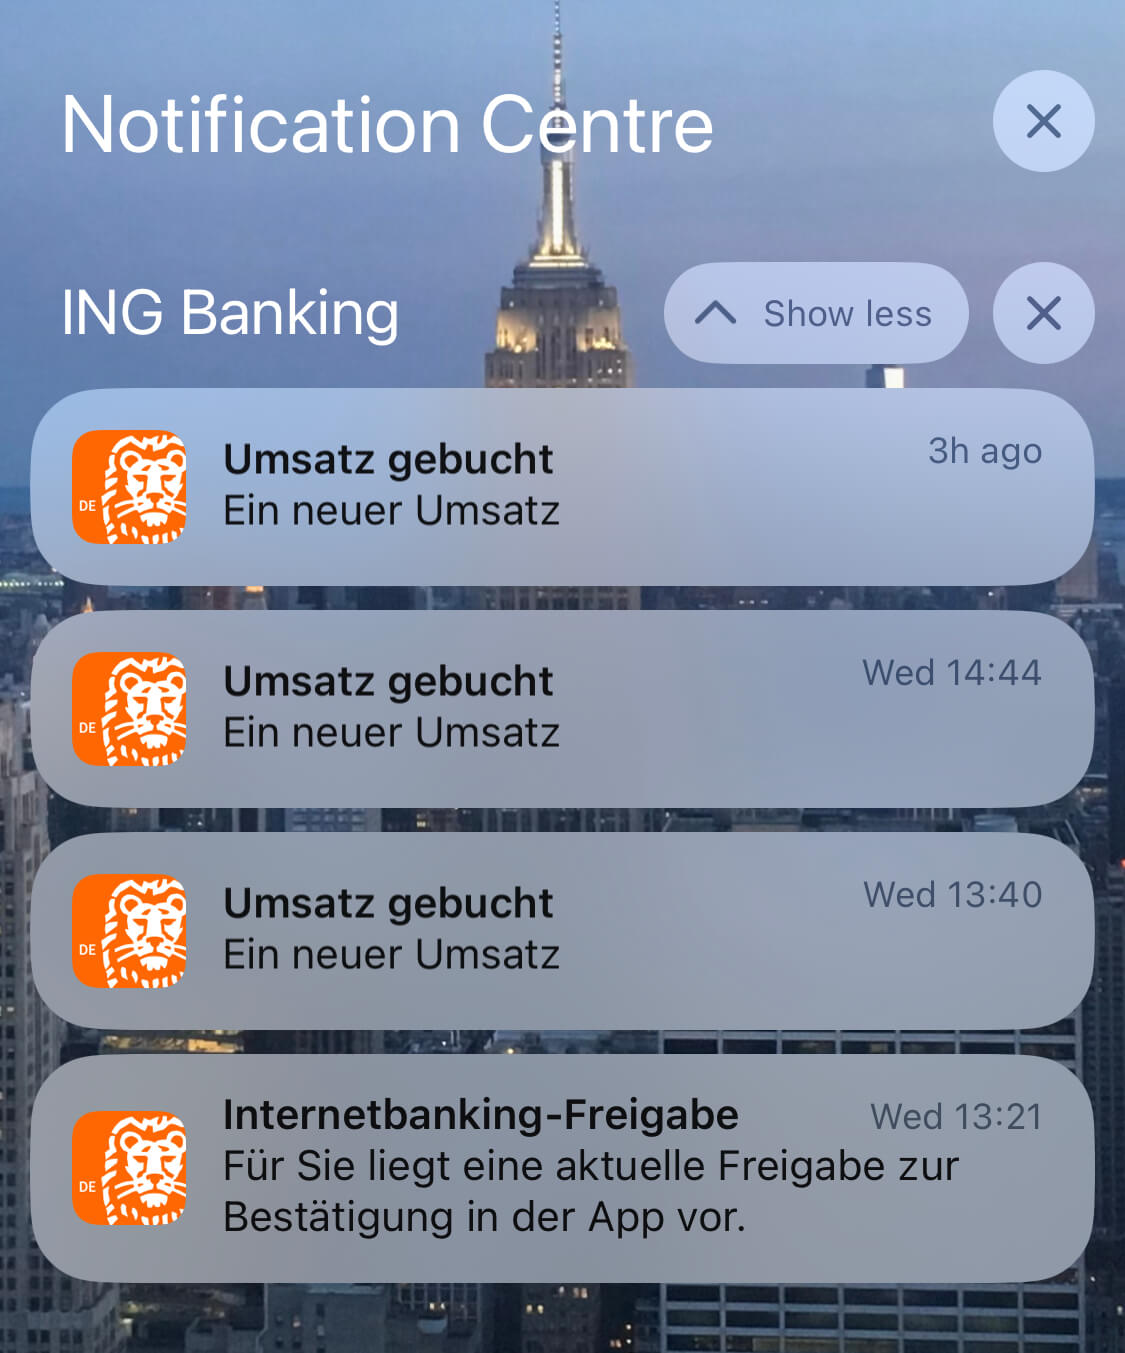 Notification Centre
ING Banking
Show less
Umsatz gebucht
3h ago
Ein neuer Umsatz
DE
Umsatz gebucht
Wed 14:44
Ein neuer Umsatz
DE
Umsatz gebucht
Wed 13:40
Ein neuer Umsatz
DE
Internetbanking-Freigabe
Wed 13:21
Für Sie liegt eine aktuelle Freigabe zur
Bestätigung in der App vor.
DE